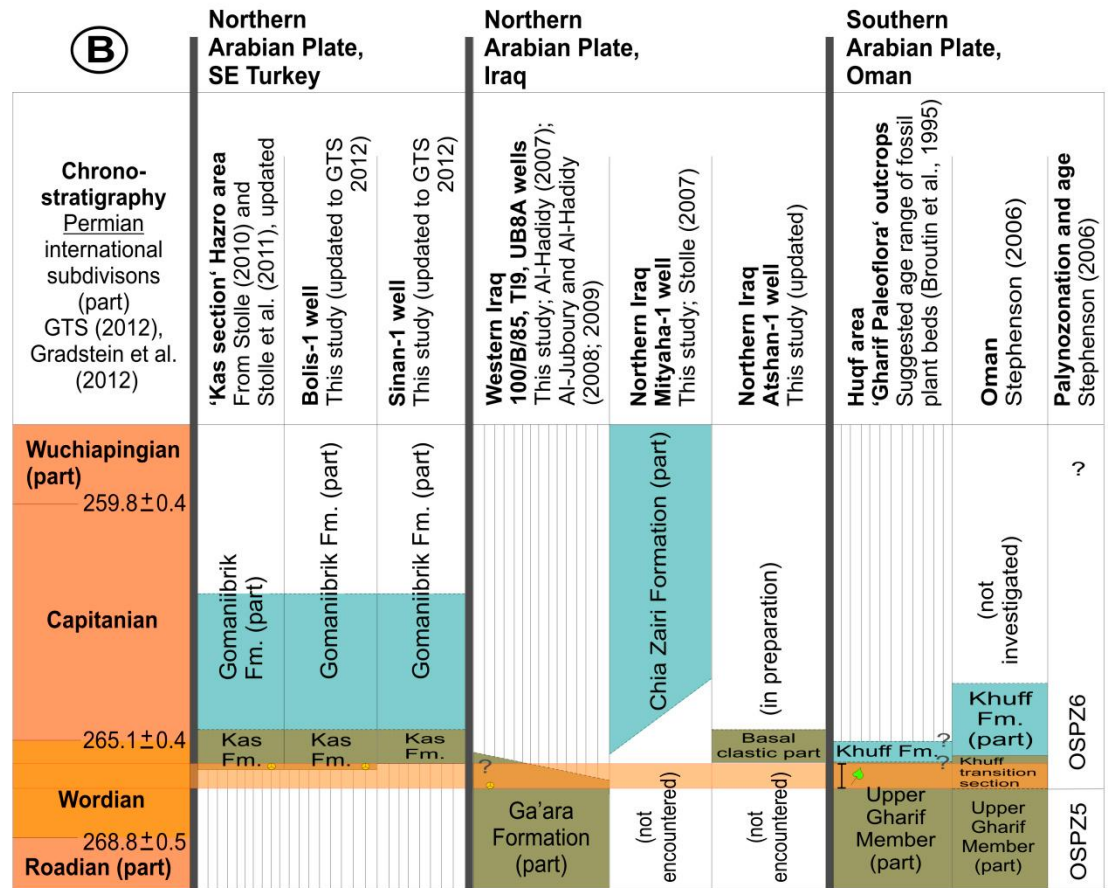 B
Northern
Arabian Plate,
SE Turkey
Northern
Arabian Plate,
Iraq
Southern
Arabian Plate,
Oman
Chrono-
stratigraphy
Permian
international
subdivisons
(part)
GTS (2012),
Gradstein et al.
(2012)
‘Kas section‘ Hazro area
From Stolle (2010) and
Stolle et al. (2011), updated
Bolis-1 well
This study (updated to GTS
2012)
Sinan-1 well
This study (updated to GTS
2012)
Western Iraq
100/B/85, TI9, UB8A wells
This study; Al-Hadidy (2007);
Al-Juboury and Al-Hadidy
(2008; 2009)
Northern Iraq
Mityaha-1 well
This study; Stolle (2007)
Northern Iraq
Atshan-1 well
This study (updated)
Huqf area
‘Gharif Paleoflora‘ outcrops
Suggested age range of fossil
plant beds (Broutin et al., 1995)
Oman
Stephenson (2006)
Palynozonation and age
Stephenson (2006)
Wuchiapingian
(part)
259.8±0.4
Capitanian
265.1±0.4
Wordian
268.8±0.5
Roadian (part)
Gomaniibrik
Fm. (part)
Gomaniibrik Fm. (part)
Gomaniibrik Fm. (part)
Kas
Fm.
Kas
Fm.
Kas
Fm.
?
Ga’ara
Formation
(part)
Chia Zairi Formation (part)
(not
encountered)
(in preparation)
Basal
clastic part
(not
encountered)
Khuff Fm.
?
?
Upper
Gharif
Member
(part)
(not
investigated)
Khuff
Fm.
(part)
Khuff
transition
section
Upper
Gharif
Member
(part)
?
OSPZ6
OSPZ5